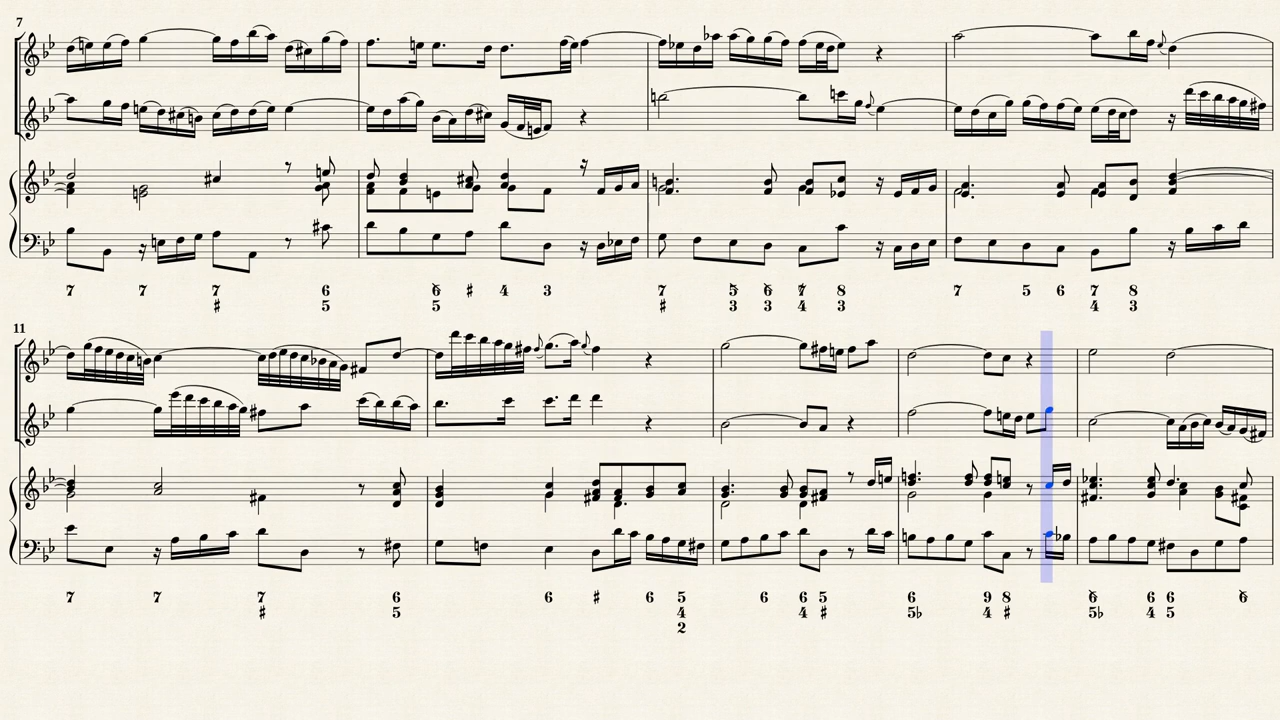 7
7 7 7 6 6 # 4 3 7 5 6 7 8 7 5 6 7 8
# 5 5 # 3 3 4 3 4 3
11
7 7 7 6 6 # 6 5 6 6 5 6 9 8 6 6 6 6
# 5 4 4 # 5♭ 4 # 5♭ 4 5
2